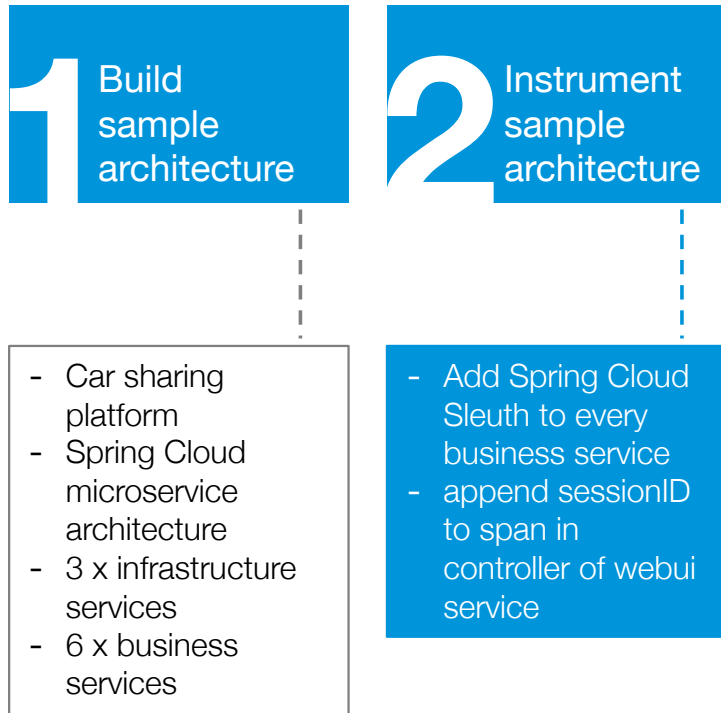 1
Build
sample
architecture
2
Instrument
sample
architecture
- Car sharing
platform
- Spring Cloud
microservice
architecture
- 3 x infrastructure
services
- 6 x business
services
- Add Spring Cloud
Sleuth to every
business service
- append sessionID
to span in
controller of webui
service